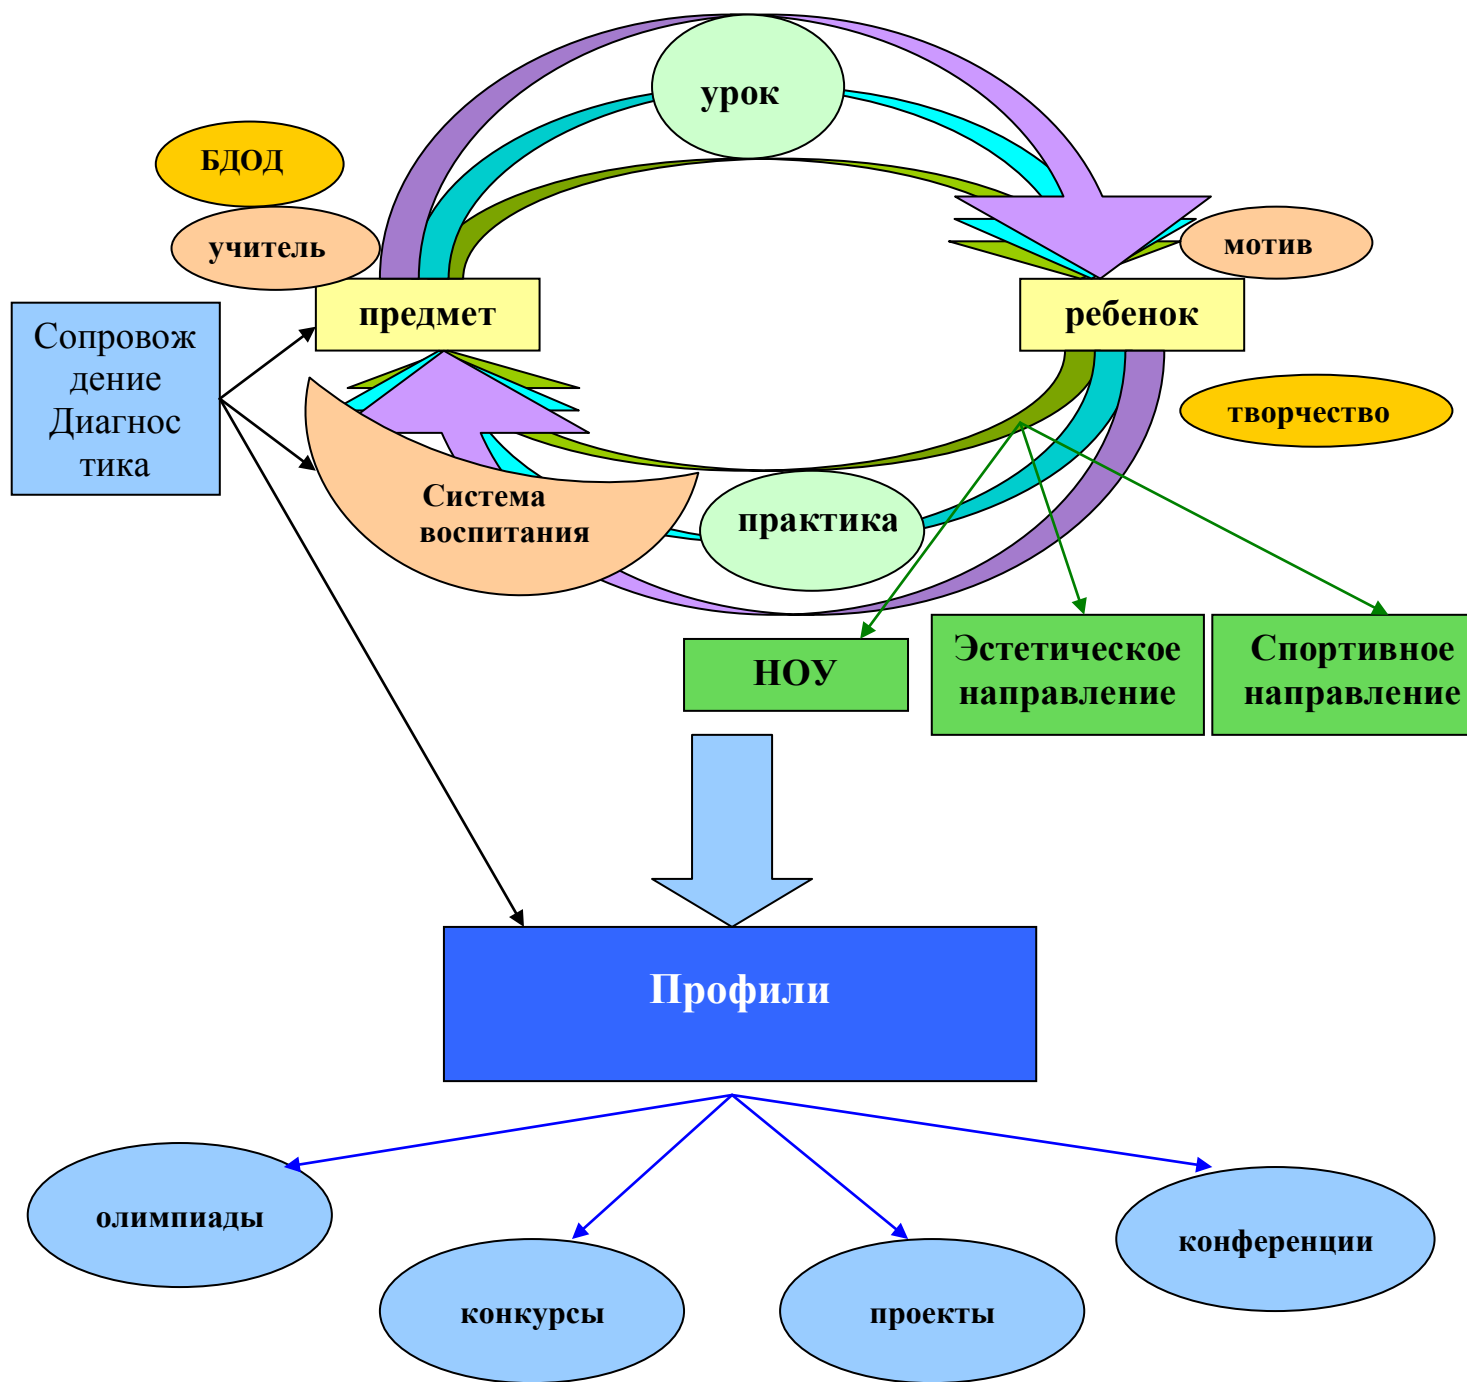 урок
БДОД
учитель
мотив
предмет
ребенок
Сопровож
дение
Диагнос
тика
творчество
Система
воспитания
практика
НОУ
Эстетическое
направление
Спортивное
направление
Профили
олимпиады
конференции
конкурсы
проекты